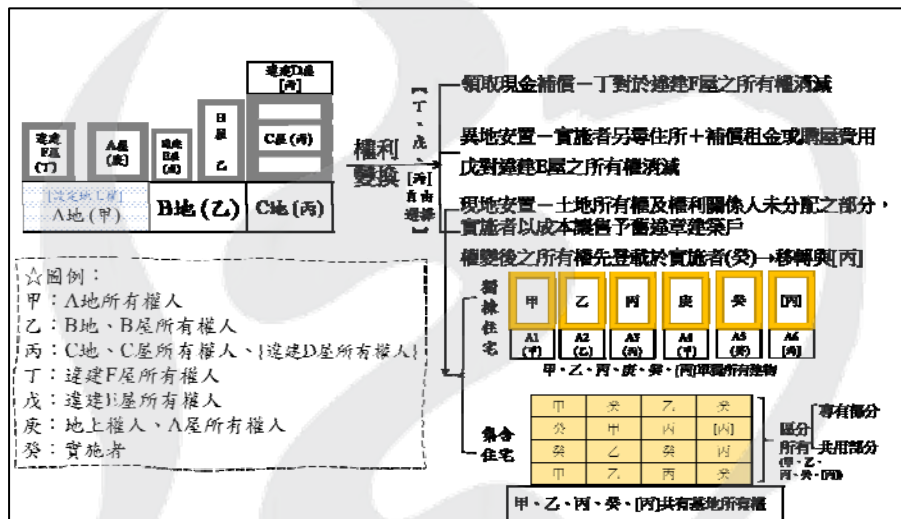 違建D屋
[丙]
違建
F屋
(丁)
A屋
(庚)
違建
E屋
(戊)
B
屋
乙
C屋(丙)
[設定地上權]
A地(甲)
B地(乙)
C地(丙)
權利
變換
【丁、戊、[丙]自由選擇
領取現金補償－丁對於違建F屋之所有權消滅
異地安置－實施者另尋住所＋補償租金或購屋費用
戊對違建E屋之所有權消滅
現地安置－土地所有權及權利關係人未分配之部分，
實施者以成本讓售予舊違章建築戶
權變後之所有權先登載於實施者(癸)→移轉與[丙]
☆圖例：
甲：A地所有權人
乙：B地、B屋所有權人
丙：C地、C屋所有權人、{違建D屋所有權人}
丁：違建F屋所有權人
戊：違建E屋所有權人
庚：地上權人、A屋所有權人
癸：實施者
獨棟住宅
甲 乙 丙 庚 癸 [丙]
A1 A2 A3 A4 A5 A6
(甲) (乙) (丙) (甲) (癸) [丙]
甲、乙、丙、庚、癸、[丙]單獨所有建物
集合
住宅
甲 癸 乙 癸
癸 甲 丙 [丙]
癸 乙 癸 丙
甲 乙 丙 癸
區分
所有
(甲、乙、
丙、癸、[丙])
專有部分
共用部分
甲、乙、丙、癸、[丙]共有基地所有權